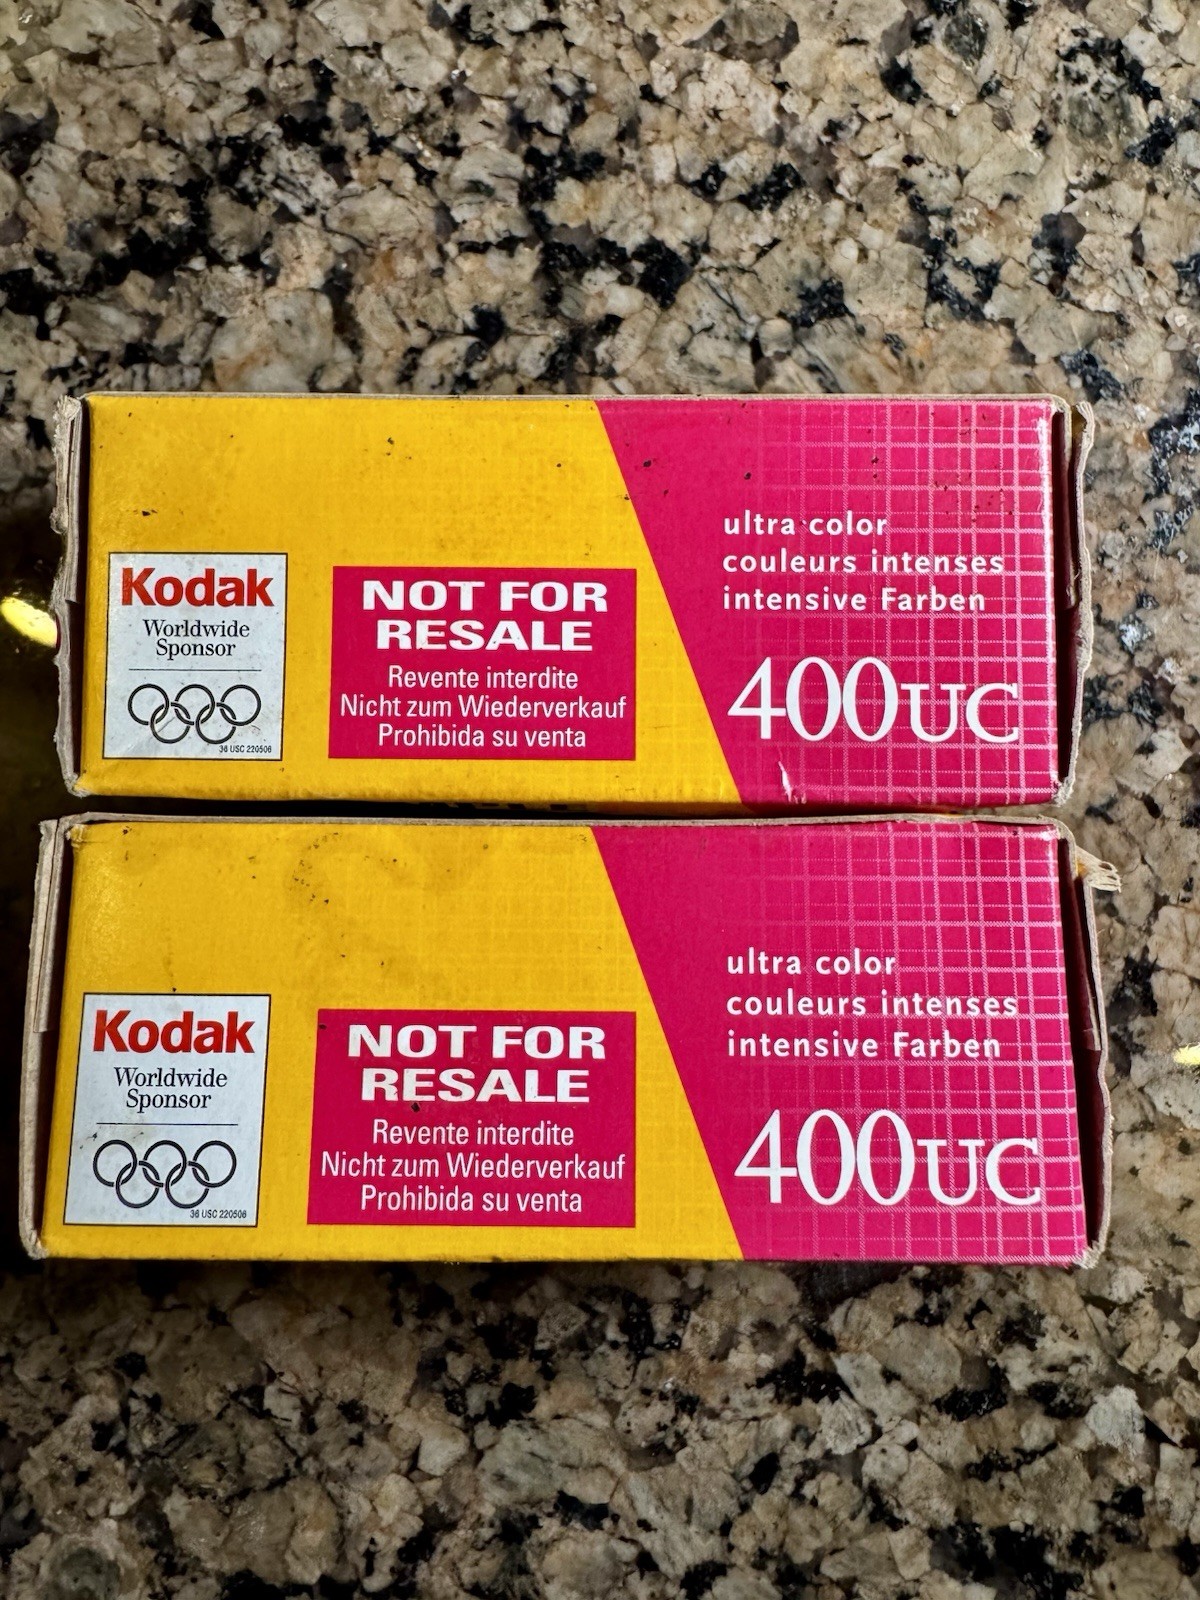 Kodak
Worldwide
Sponsor
36 USC 220506
NOT FOR
RESALE
Revente interdite
Nicht zum Wiederverkauf
Prohibida su venta
ultra color
couleurs intenses
intensive Farben
400UC
Kodak
Worldwide
Sponsor
36 USC 220506
NOT FOR
RESALE
Revente interdite
Nicht zum Wiederverkauf
Prohibida su venta
ultra color
couleurs intenses
intensive Farben
400UC